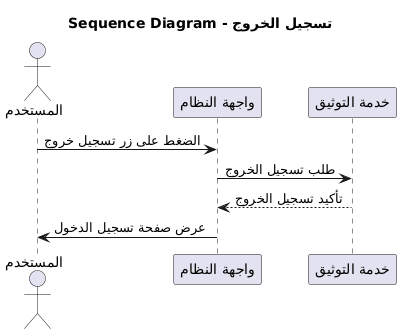 Sequence Diagram - تسجيل الخروج
المستخدم
واجهة النظام
خدمة التوثيق
الضغط على زر تسجيل خروج
طلب تسجيل الخروج
تأكيد تسجيل الخروج
عرض صفحة تسجيل الدخول
المستخدم
واجهة النظام
خدمة التوثيق